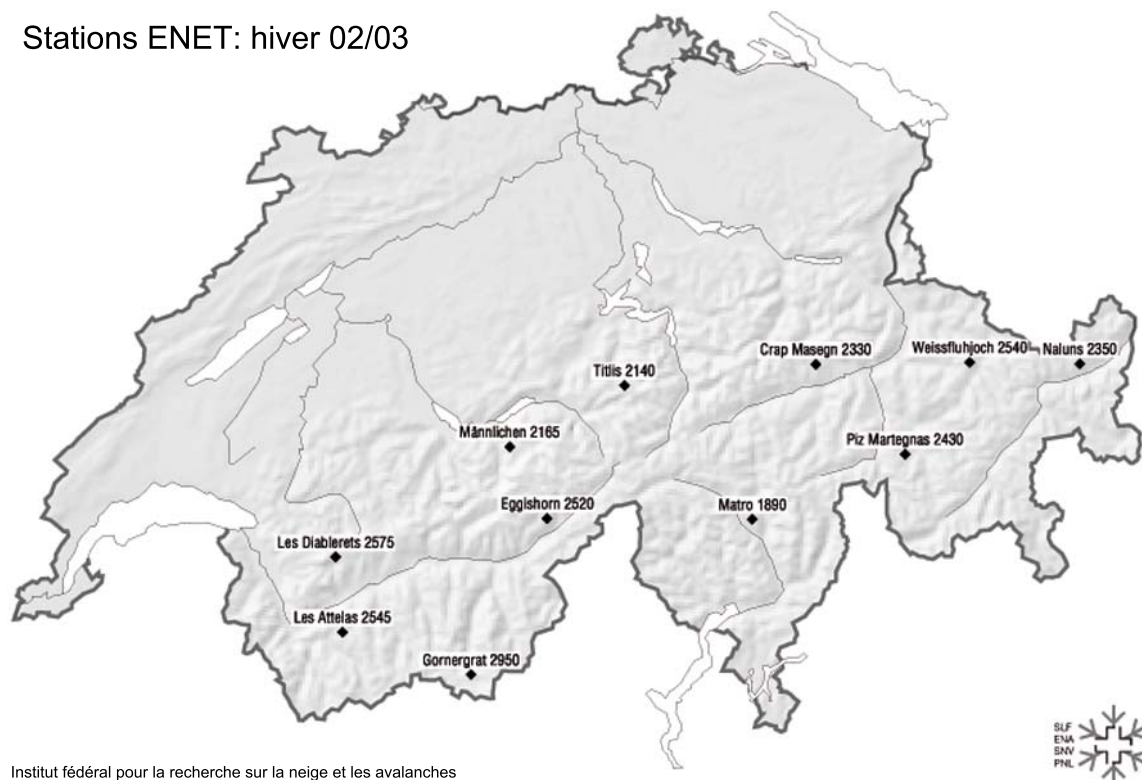 Stations ENET: hiver 02/03
Crap Masegn 2330
Weissfluhjoch 2540
Naluns 2350
Titlis 2140
Männlichen 2165
Piz Martegnas 2430
Eggishorn 2520
Matro 1890
Les Diablerets 2575
Les Attelas 2545
Gornergrat 2950
SLF
ENA
SNV
PNL
Institut fédéral pour la recherche sur la neige et les avalanches